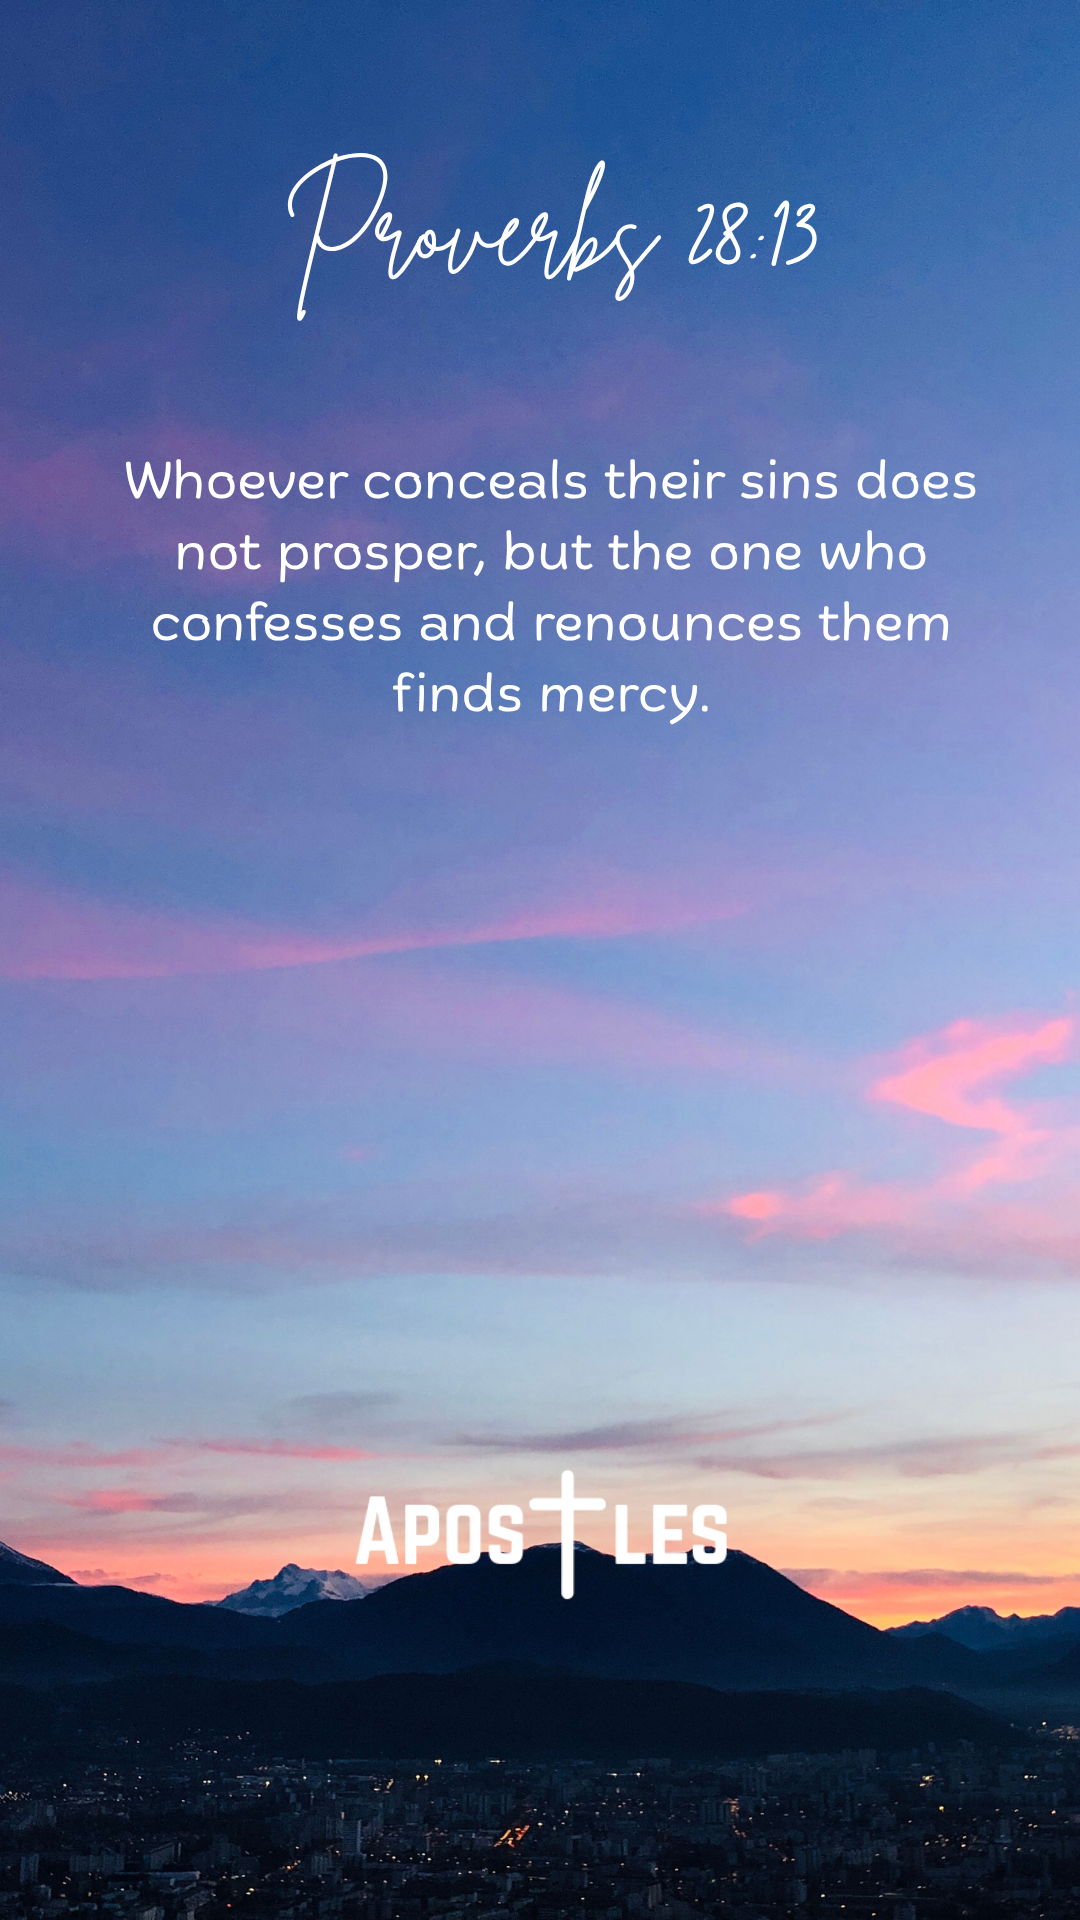 Proverbs 28:13
Whoever conceals their sins does
not prosper, but the one who
confesses and renounces them
finds mercy.
APOSTLES